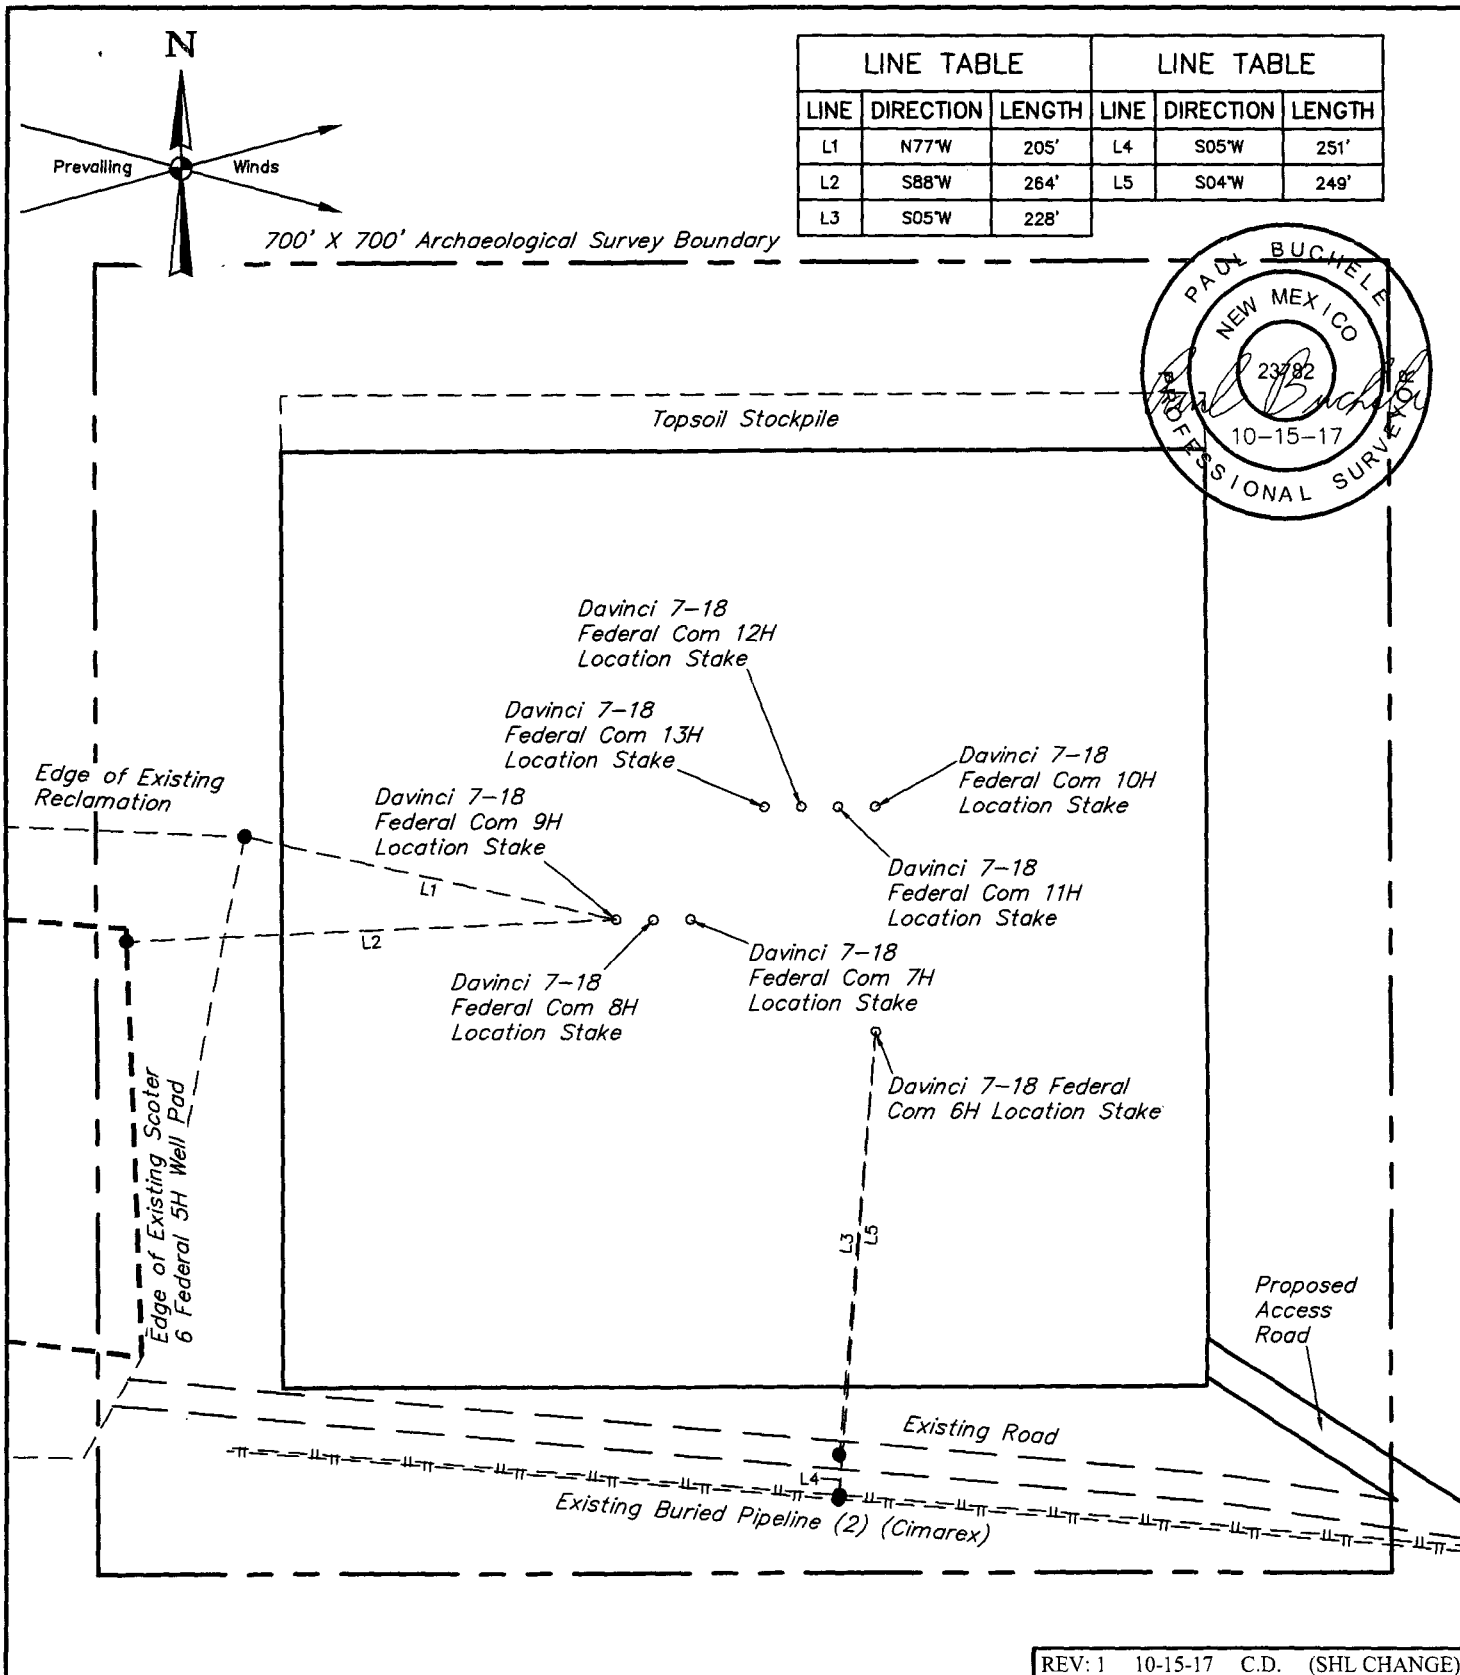 N
Prevailing Winds
LINE TABLE LINE TABLE
LINE DIRECTION LENGTH LINE DIRECTION LENGTH
L1 N77°W 205' L4 S05°W 251'
L2 S88°W 264' L5 S04°W 249'
L3 S05°W 228'
700' X 700' Archaeological Survey Boundary
PAUL BUCHELE
NEW MEXICO
23782
Paul Buchele
10-15-17
PROFESSIONAL SURVEYOR
Topsoil Stockpile
Davinci 7-18
Federal Com 12H
Location Stake
Davinci 7-18
Federal Com 13H
Location Stake
Davinci 7-18
Federal Com 10H
Location Stake
Edge of Existing
Reclamation
Davinci 7-18
Federal Com 9H
Location Stake
Davinci 7-18
Federal Com 11H
Location Stake
L1
L2
Davinci 7-18
Federal Com 7H
Location Stake
Davinci 7-18
Federal Com 8H
Location Stake
Davinci 7-18 Federal
Com 6H Location Stake
Edge of Existing Scoter
6 Federal 5H Well Pad
L3
L5
Proposed
Access
Road
Existing Road
L4
Existing Buried Pipeline (2) (Cimarex)
REV: 1 10-15-17 C.D. (SHL CHANGE)